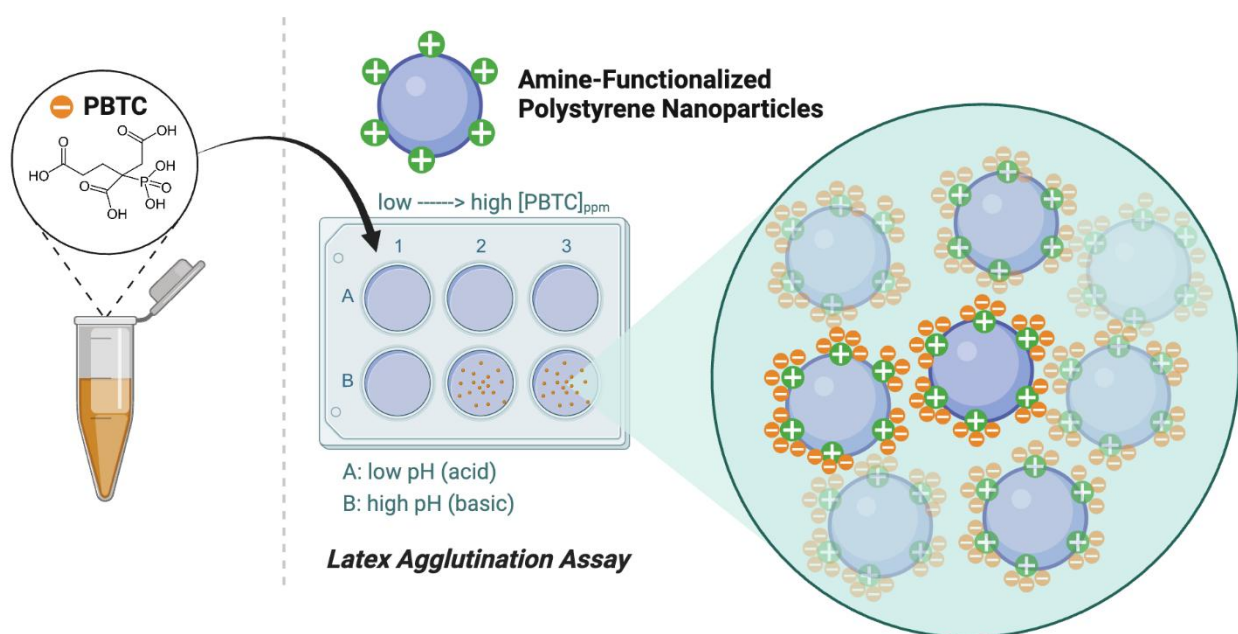 PBTC
O
OH
O
HO
O
OH
P
O
OH
OH
Amine-Functionalized
Polystyrene Nanoparticles
low ------> high [PBTC]ppm
1 2 3
A
B
A: low pH (acid)
B: high pH (basic)
Latex Agglutination Assay